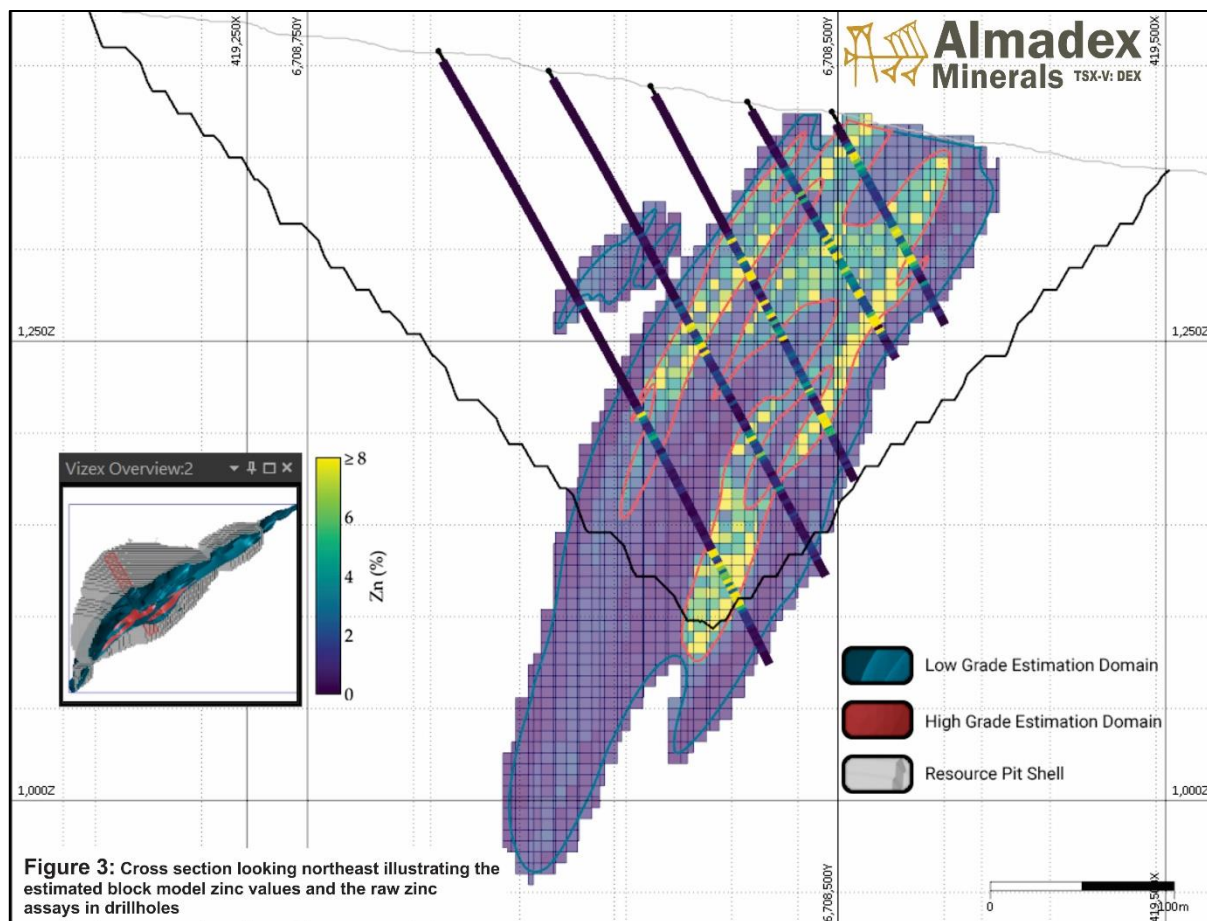 419,250X
6,708,750Y
6,708,500Y
419,500X
Almadex
Minerals TSX-V: DEX
1,250Z
1,250Z
Vizex Overview:2
≥ 8
6
4
2
0
Zn (%)
Low Grade Estimation Domain
High Grade Estimation Domain
Resource Pit Shell
1,000Z
1,000Z
Figure 3: Cross section looking northeast illustrating the
estimated block model zinc values and the raw zinc
assays in drillholes
6,708,500Y
419,500X
0
100m